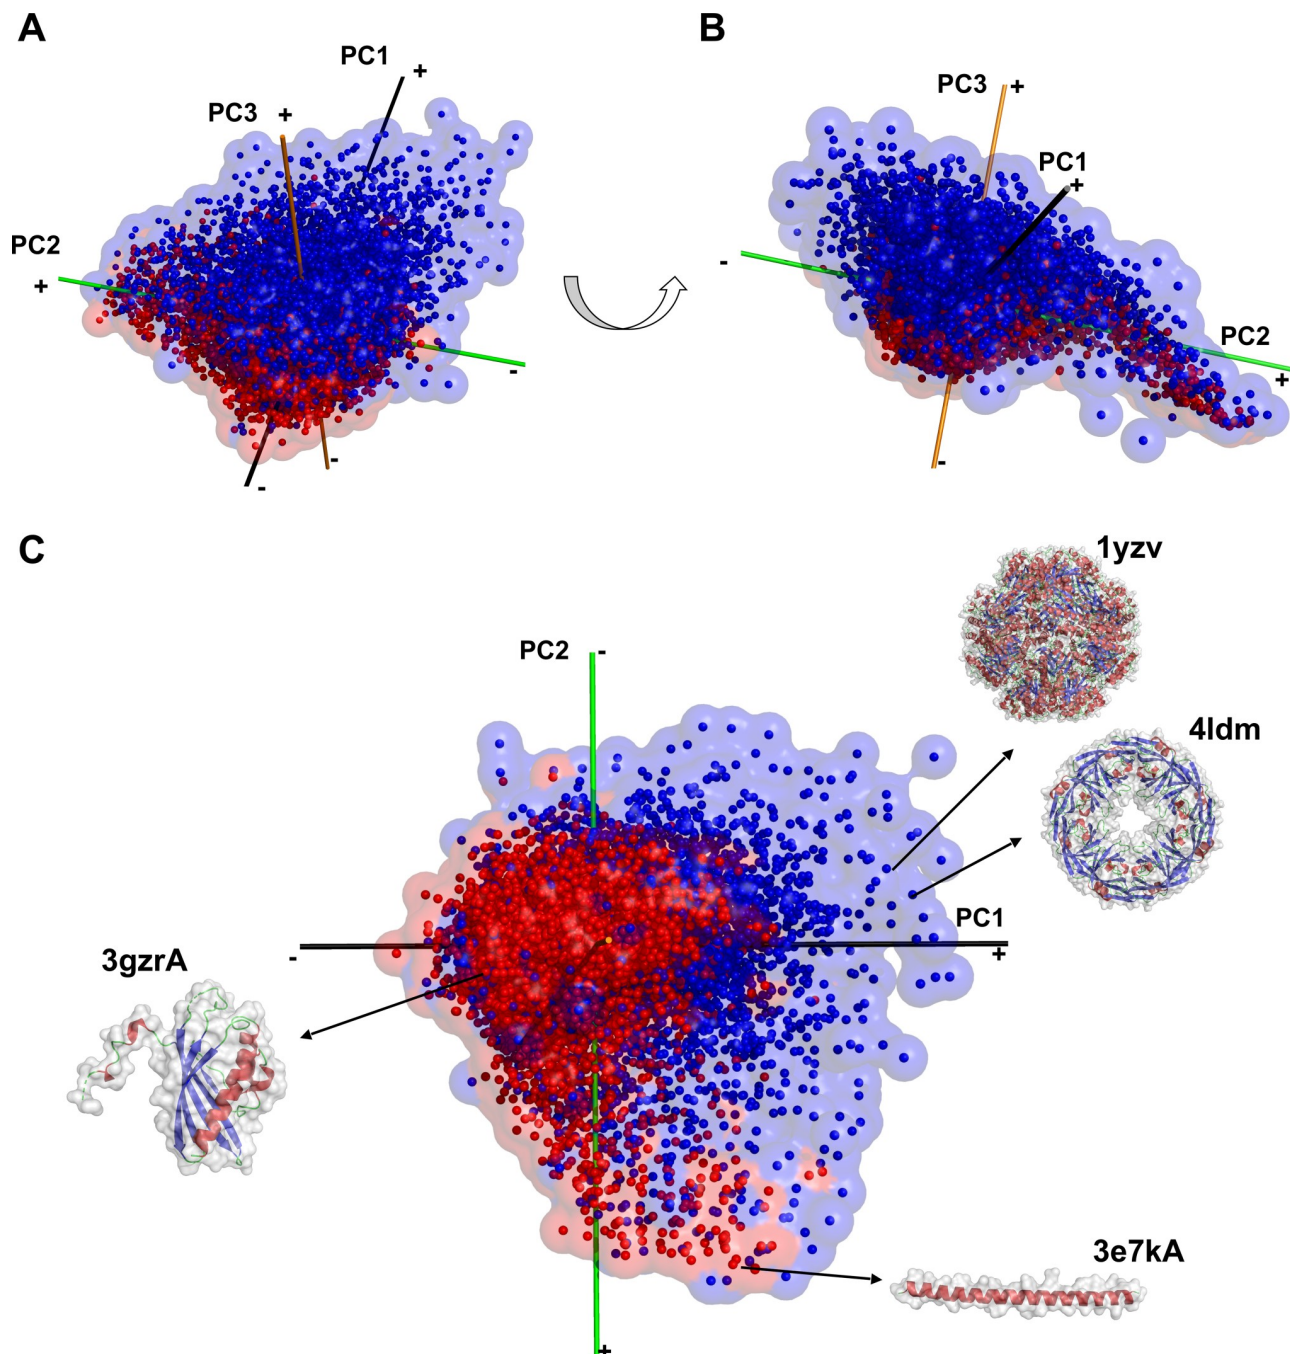 A
PC1
+
PC3 +
PC2
+
-
-
-
B
PC3
+
PC1
+
-
PC2
+
-
C
1yzv
PC2
-
4ldm
PC1
+
-
3gzrA
3e7kA
+